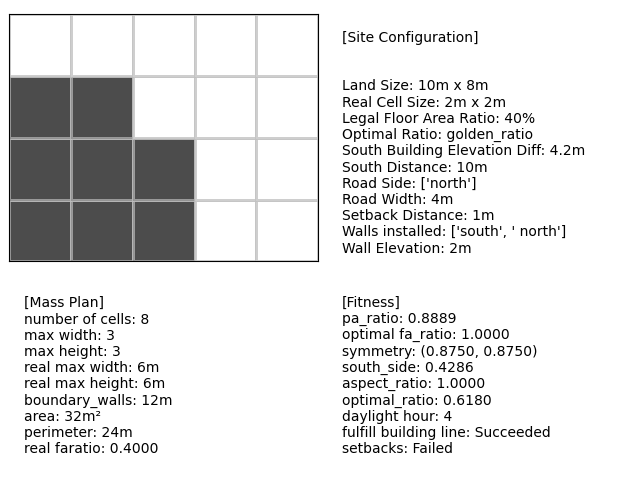 [Site Configuration]
Land Size: 10m x 8m
Real Cell Size: 2m x 2m
Legal Floor Area Ratio: 40%
Optimal Ratio: golden_ratio
South Building Elevation Diff: 4.2m
South Distance: 10m
Road Side: ['north']
Road Width: 4m
Setback Distance: 1m
Walls installed: ['south', ' north']
Wall Elevation: 2m
[Mass Plan]
number of cells: 8
max width: 3
max height: 3
real max width: 6m
real max height: 6m
boundary_walls: 12m
area: 32m²
perimeter: 24m
real faratio: 0.4000
[Fitness]
pa_ratio: 0.8889
optimal fa_ratio: 1.0000
symmetry: (0.8750, 0.8750)
south_side: 0.4286
aspect_ratio: 1.0000
optimal_ratio: 0.6180
daylight hour: 4
fulfill building line: Succeeded
setbacks: Failed